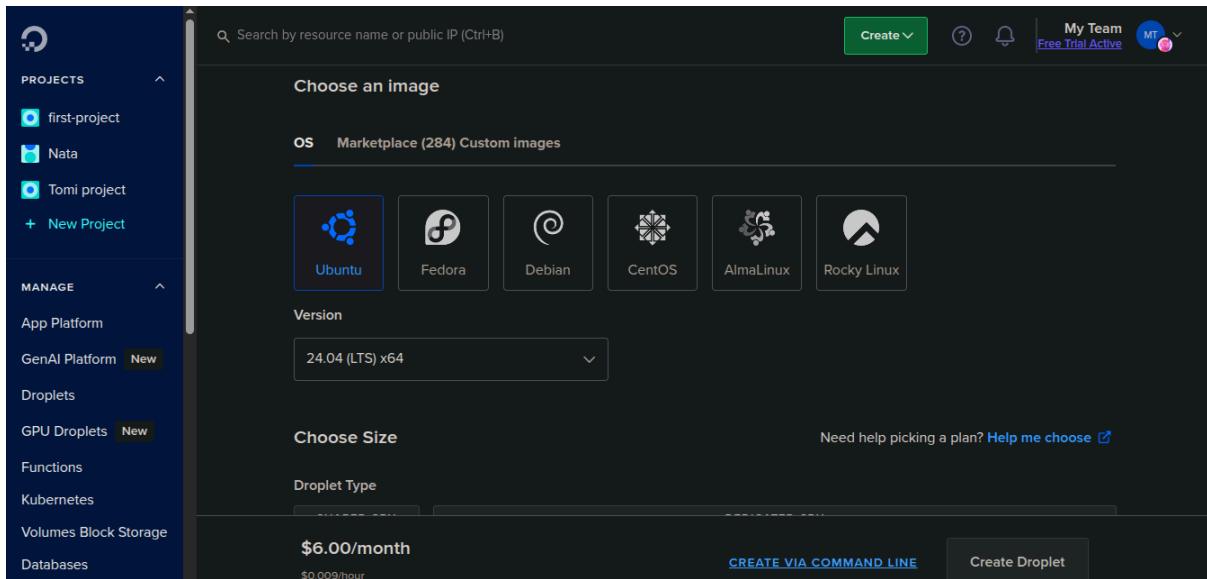 Search by resource name or public IP (Ctrl+B)
Create
My Team
Free Trial Active
MT
PROJECTS
first-project
Nata
Tomi project
+ New Project
MANAGE
App Platform
GenAI Platform New
Droplets
GPU Droplets New
Functions
Kubernetes
Volumes Block Storage
Databases
Choose an image
OS Marketplace (284) Custom images
Ubuntu Fedora Debian CentOS AlmaLinux Rocky Linux
Version
24.04 (LTS) x64
Choose Size
Need help picking a plan? Help me choose
Droplet Type
$6.00/month
$0.009/hour
CREATE VIA COMMAND LINE
Create Droplet